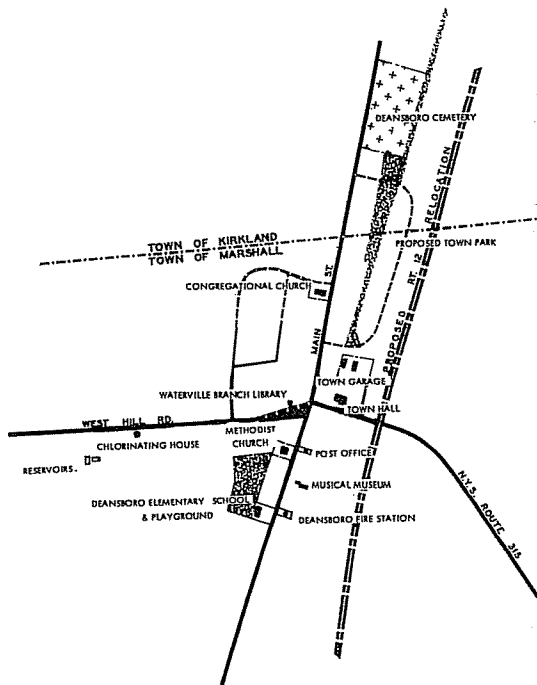 DEANSBORO CEMETERY
PROPOSED RT. 12 RELOCATION
TOWN OF KIRKLAND
TOWN OF MARSHALL
PROPOSED TOWN PARK
CONGREGATIONAL CHURCH
MAIN ST.
TOWN GARAGE
WATERVILLE BRANCH LIBRARY
TOWN HALL
WEST HILL RD.
METHODIST
CHURCH
CHLORINATING HOUSE
POST OFFICE
RESERVOIRS.
MUSICAL MUSEUM
N.Y.S. ROUTE 315
DEANSBORO ELEMENTARY SCHOOL
& PLAYGROUND
DEANSBORO FIRE STATION